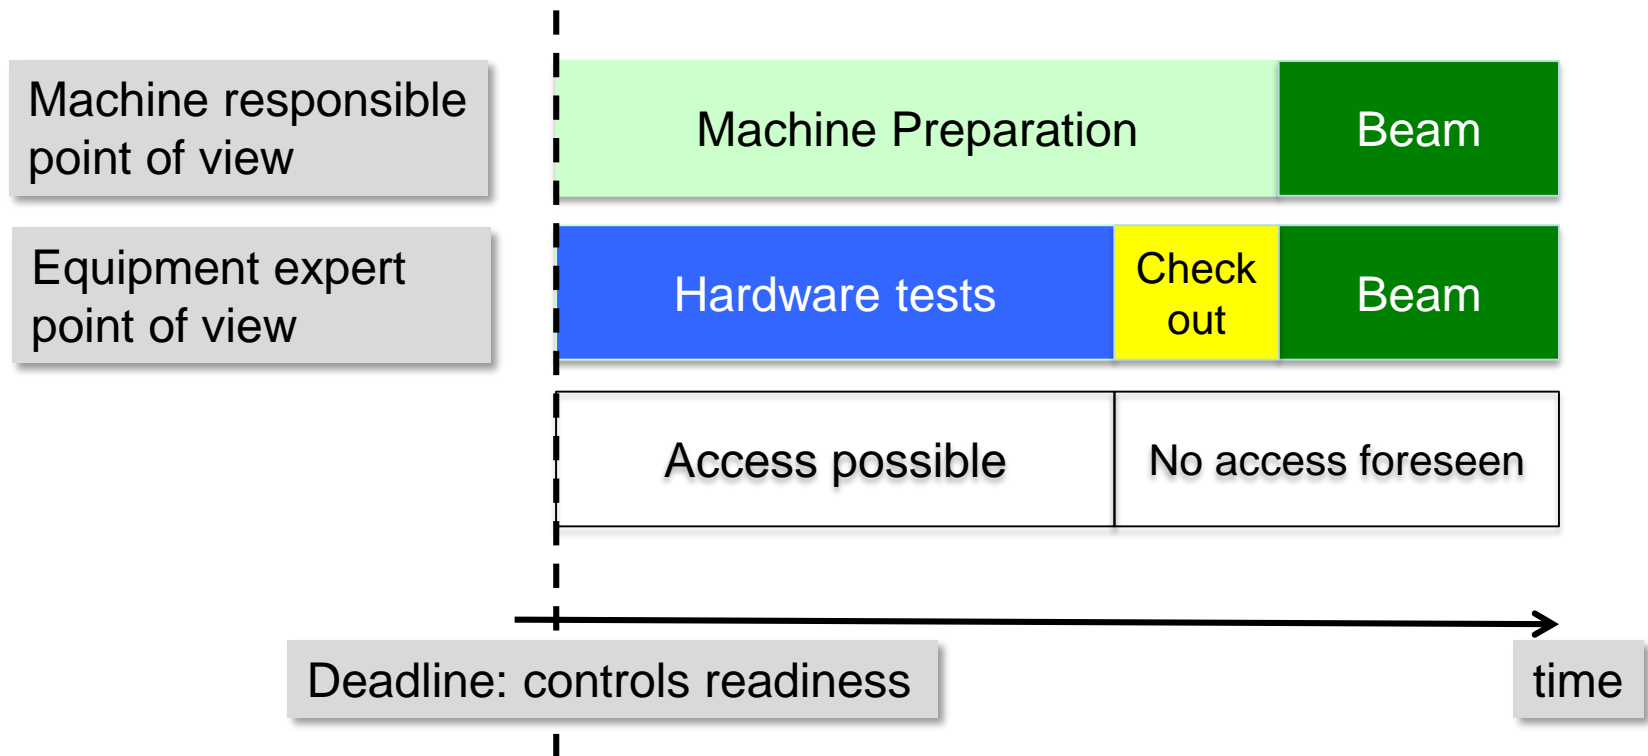 Machine responsible
point of view
Machine Preparation
Beam
Equipment expert
point of view
Hardware tests
Check
out
Beam
Access possible
No access foreseen
Deadline: controls readiness
time